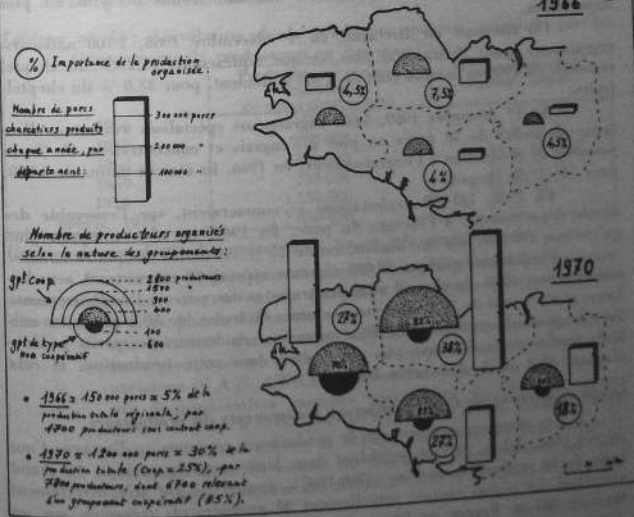 1966
%
Importance de la production
organisée.
Nombre de porcs
charcutiers produits
chaque année, par
département:
300 000 porcs
200 000 "
100 000 "
4,5%
7,5%
4%
4,5%
Nombre de producteurs organisés
selon la nature des groupements:
gpt Coop.
2800 producteurs
1500 "
900
400
100
600
gpt de type
non coopératif
1970
27%
38%
27%
18%
• 1966 = 150 000 porcs = 5% de la
production totale régionale, par
1700 producteurs sous contrat coop.
• 1970 = 1200 000 porcs = 30% de la
production totale (Coop = 25%), par
7800 producteurs, dont 6700 relevant
d'un groupement coopératif (85%).